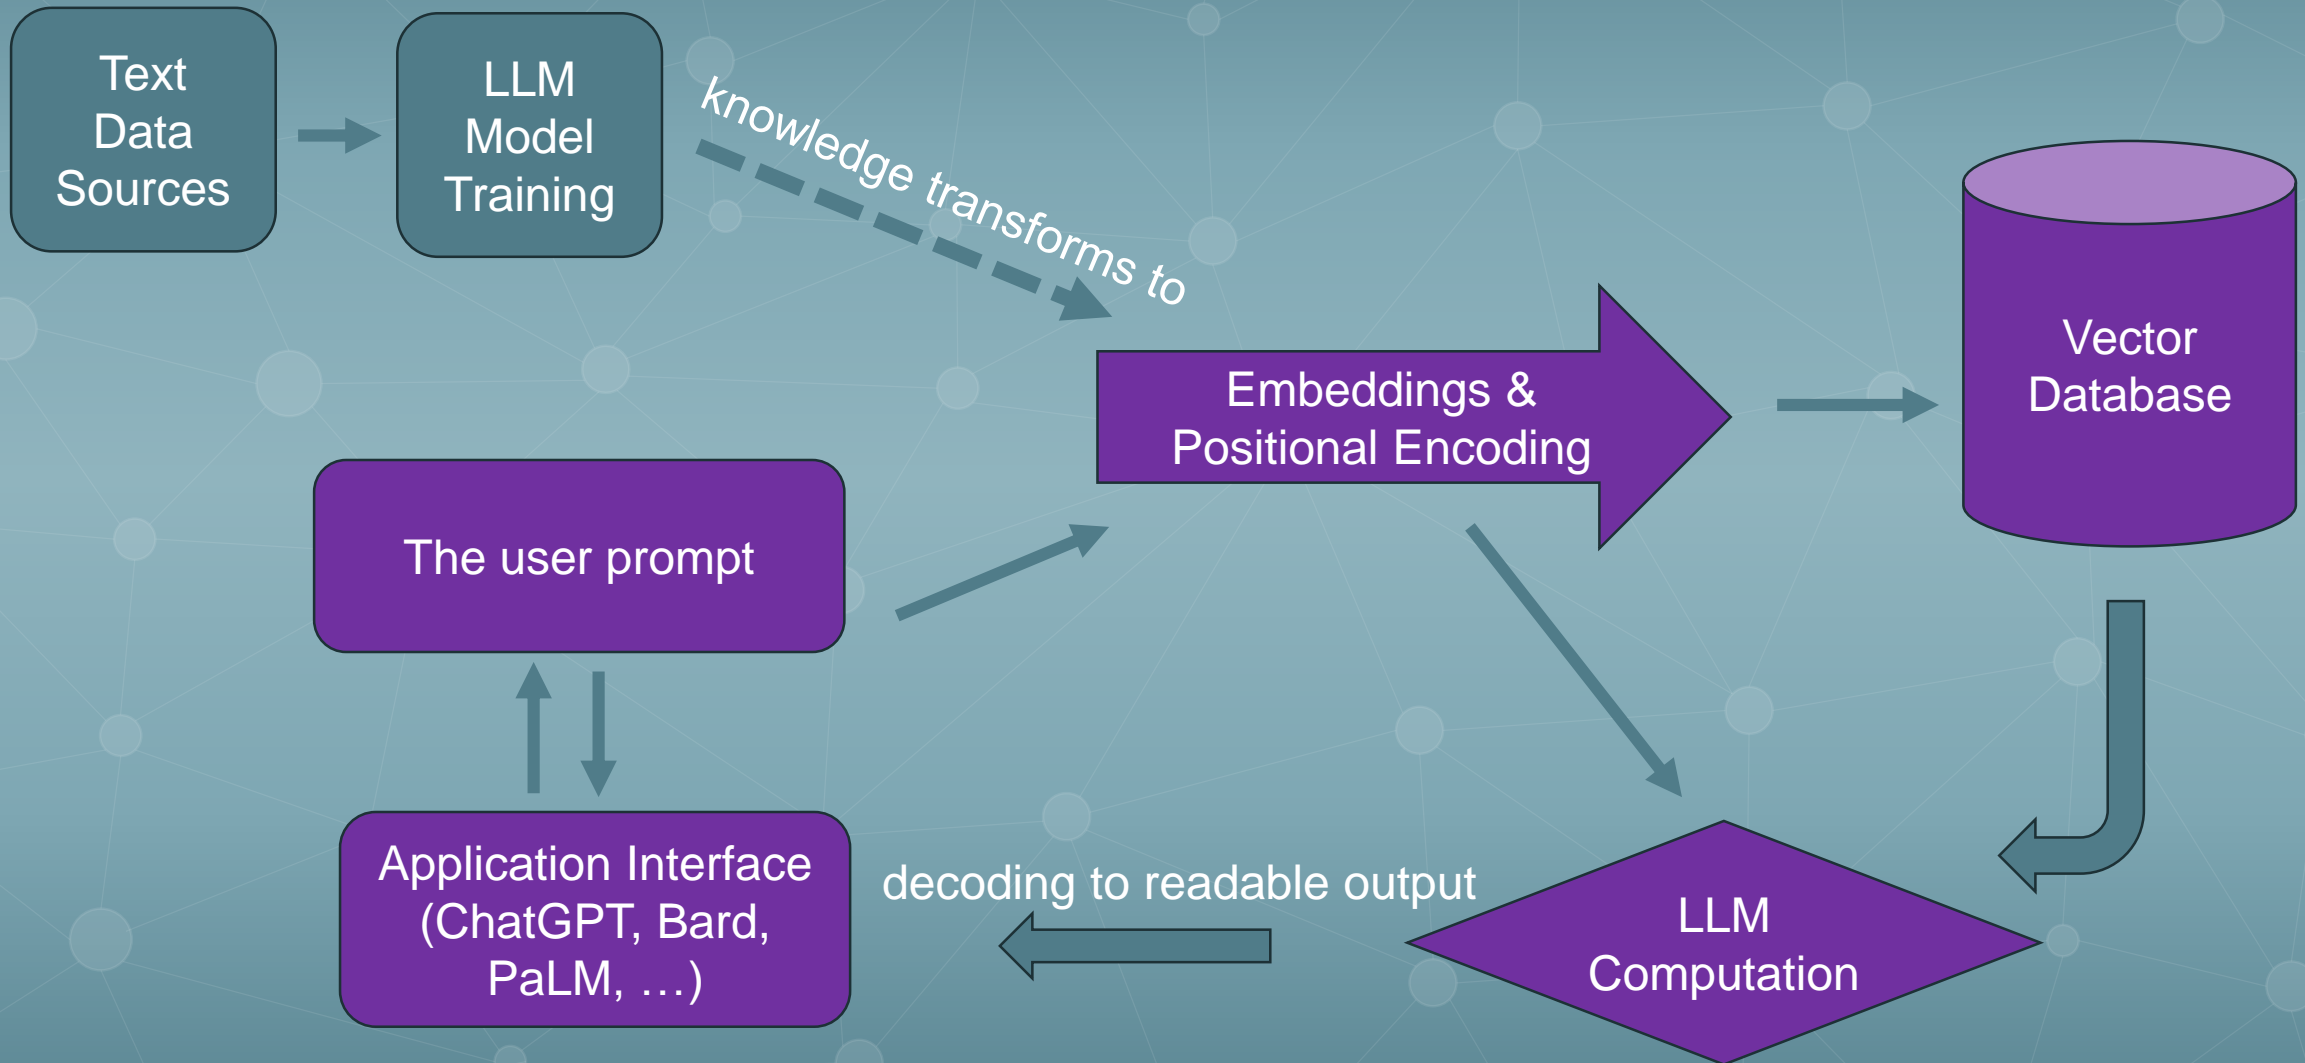 Text
Data
Sources
LLM
Model
Training
knowledge transforms to
Vector
Database
Embeddings &
Positional Encoding
The user prompt
Application Interface
(ChatGPT, Bard,
PaLM, …)
decoding to readable output
LLM
Computation